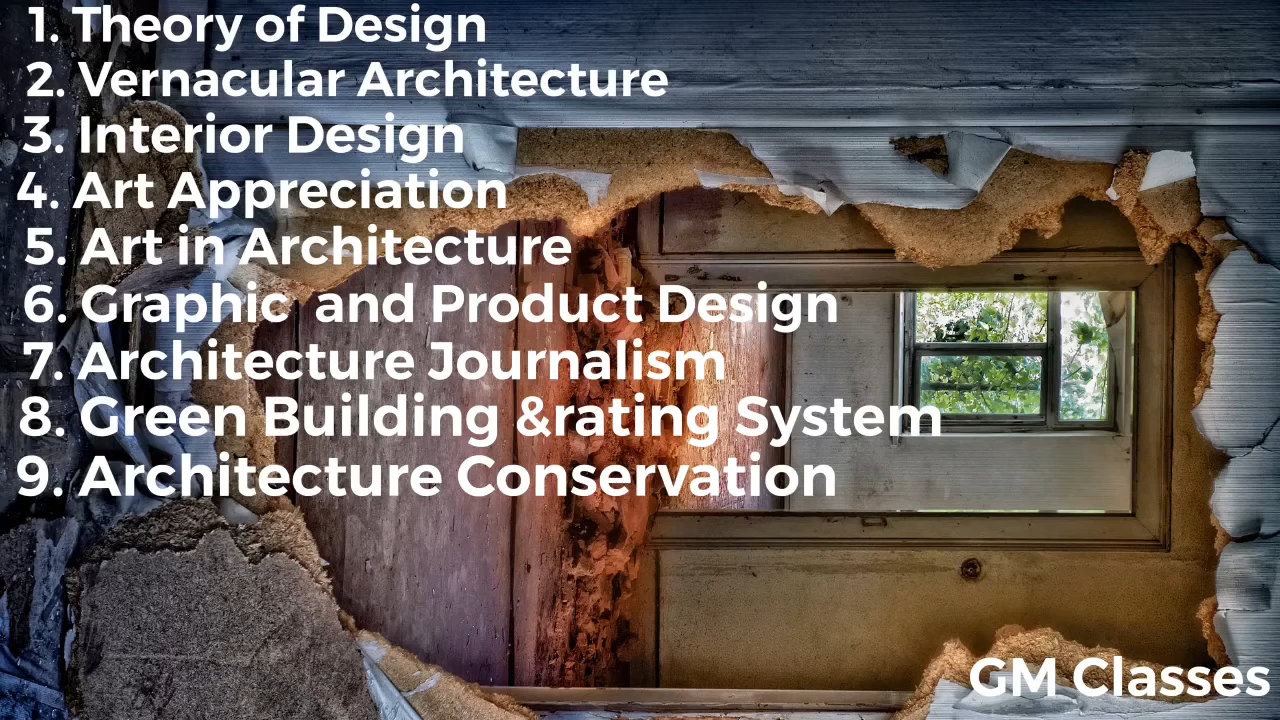 1. Theory of Design
2. Vernacular Architecture
3. Interior Design
4. Art Appreciation
5. Art in Architecture
6. Graphic  and Product Design
7. Architecture Journalism
8. Green Building &rating System
9. Architecture Conservation
GM Classes